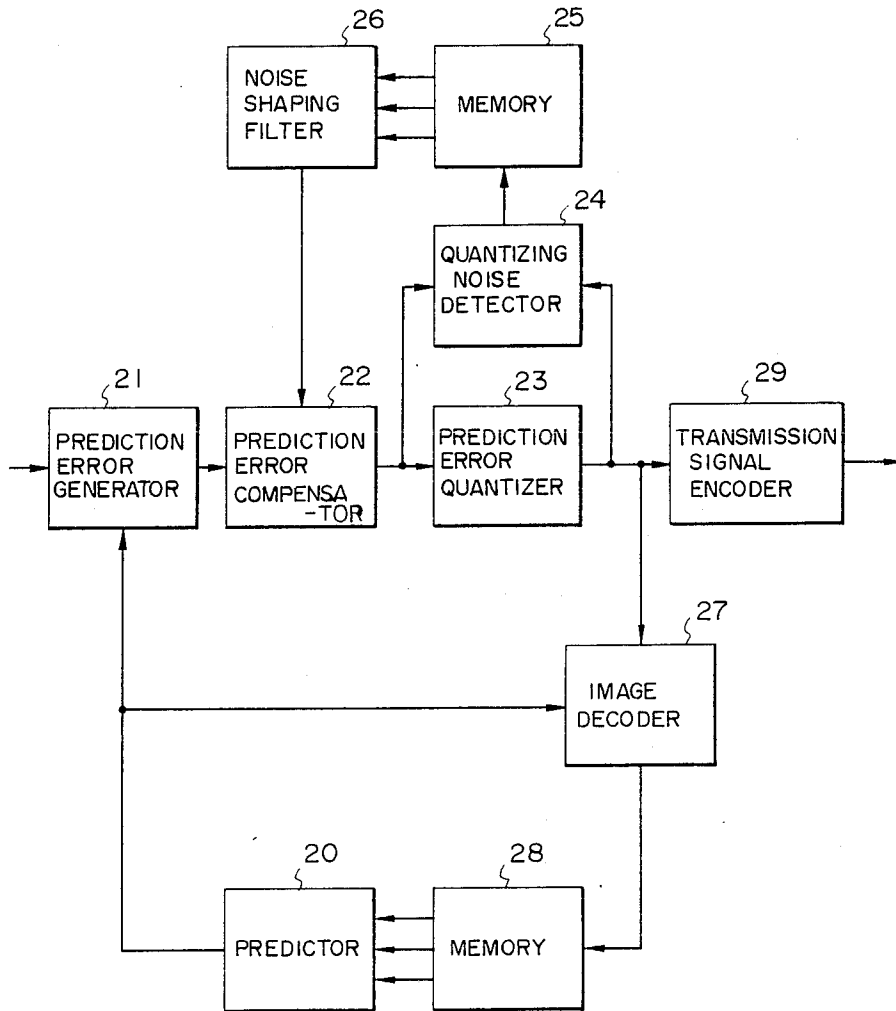 26
NOISE
SHAPING
FILTER
25
MEMORY
24
QUANTIZING
NOISE
DETECTOR
21
PREDICTION
ERROR
GENERATOR
22
PREDICTION
ERROR
COMPENSA
-TOR
23
PREDICTION
ERROR
QUANTIZER
29
TRANSMISSION
SIGNAL
ENCODER
27
IMAGE
DECODER
20
PREDICTOR
28
MEMORY